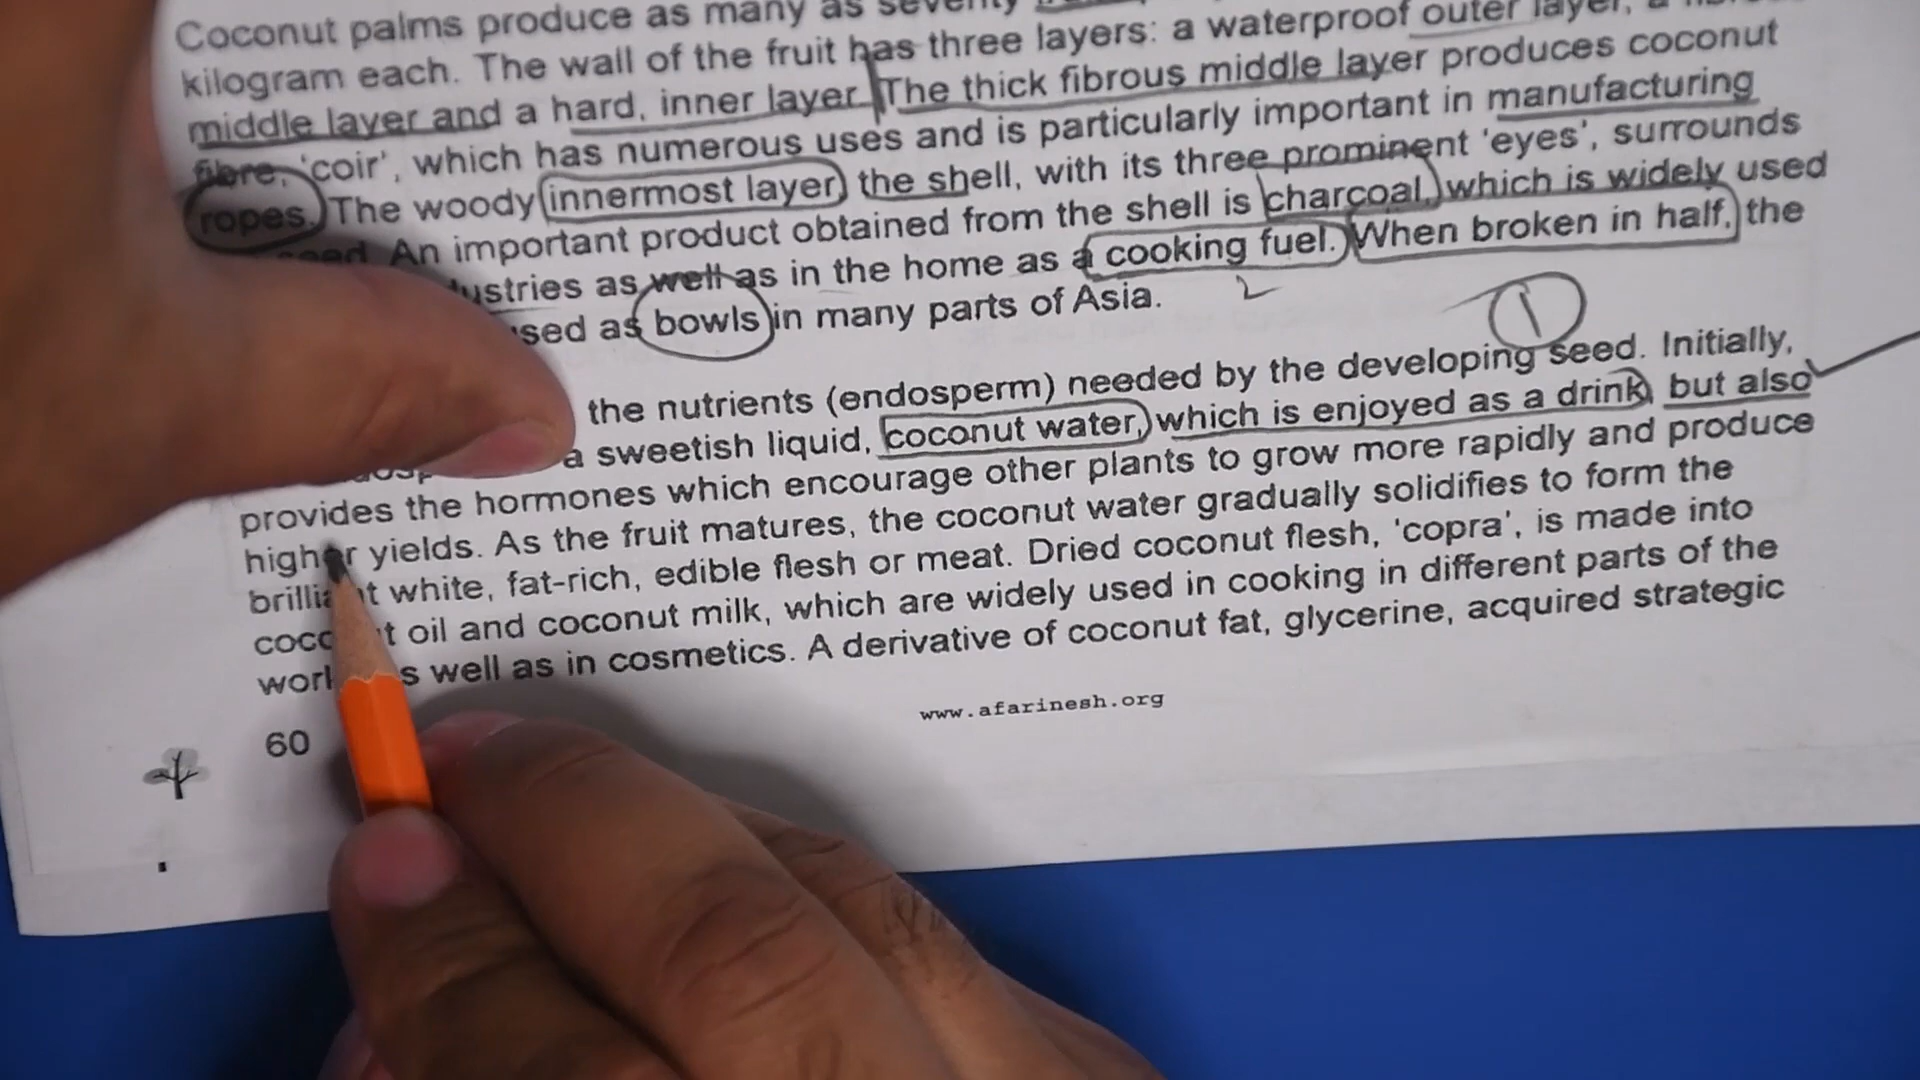 Coconut palms produce as many as seventy
kilogram each. The wall of the fruit has three layers: a waterproof outer layer, a
middle layer and a hard, inner layer. The thick fibrous middle layer produces coconut
fibre, 'coir', which has numerous uses and is particularly important in manufacturing
ropes. The woody innermost layer, the shell, with its three prominent 'eyes', surrounds
seed. An important product obtained from the shell is charcoal, which is widely used
as well as in the home as a cooking fuel. When broken in half, the
as bowls in many parts of Asia.
2
1
the nutrients (endosperm) needed by the developing seed. Initially,
a sweetish liquid, coconut water, which is enjoyed as a drink, but also
provides the hormones which encourage other plants to grow more rapidly and produce
higher yields. As the fruit matures, the coconut water gradually solidifies to form the
brilliant white, fat-rich, edible flesh or meat. Dried coconut flesh, 'copra', is made into
coconut oil and coconut milk, which are widely used in cooking in different parts of the
well as in cosmetics. A derivative of coconut fat, glycerine, acquired strategic
www.afarinesh.org
60